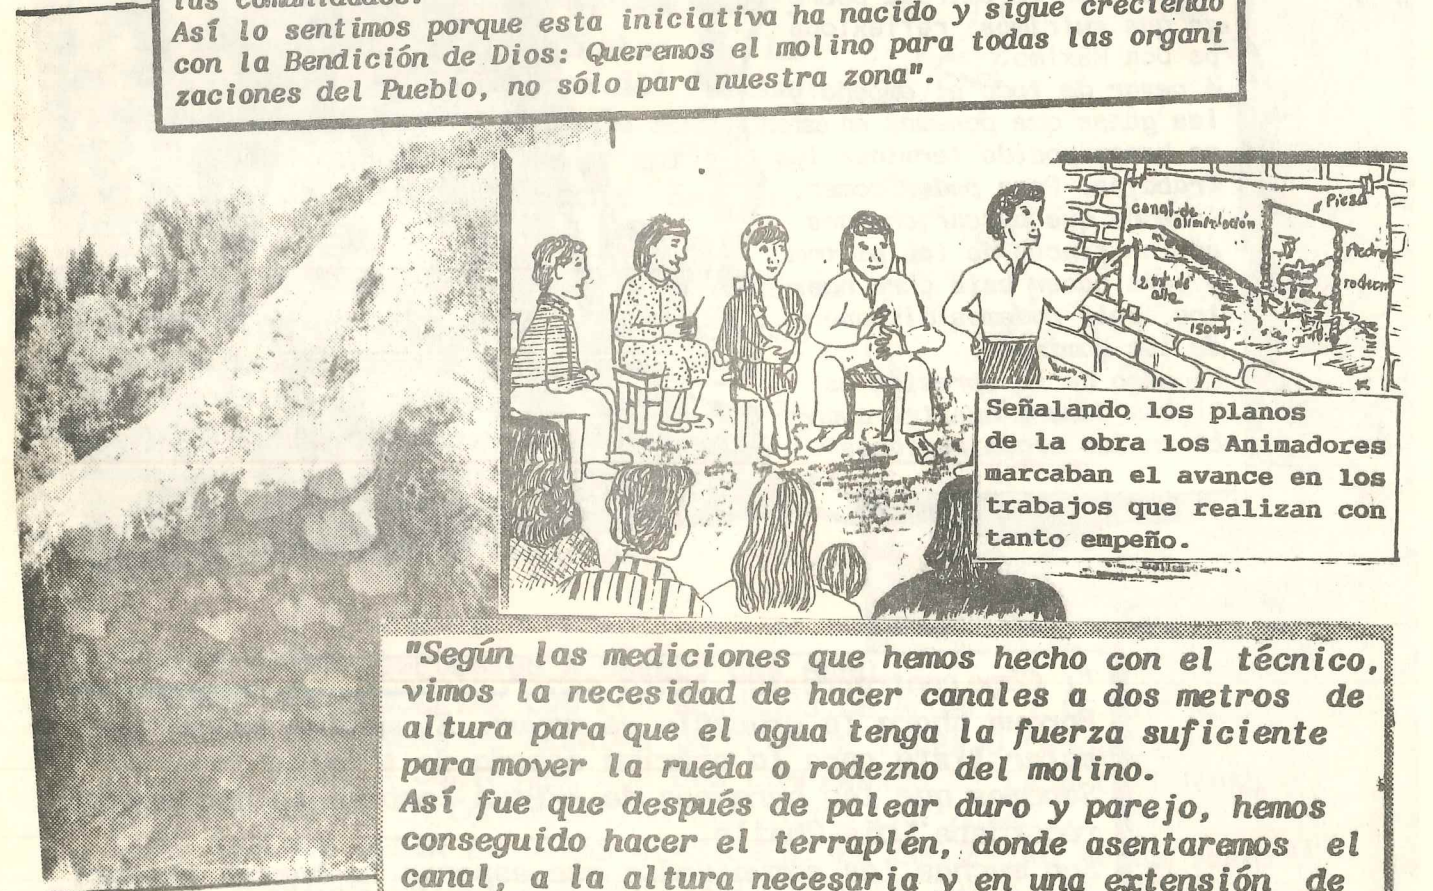 las comunidades.
Así lo sentimos porque esta iniciativa ha nacido y sigue creciendo
con la Bendición de Dios: Queremos el molino para todas las organi
zaciones del Pueblo, no sólo para nuestra zona".
canal de
alimentación
Pieza
Piedra
rodezno
2 mt de
alto
150 m
Señalando los planos
de la obra los Animadores
marcaban el avance en los
trabajos que realizan con
tanto empeño.
"Según las mediciones que hemos hecho con el técnico,
vimos la necesidad de hacer canales a dos metros de
altura para que el agua tenga la fuerza suficiente
para mover la rueda o rodezno del molino.
Así fue que después de palear duro y parejo, hemos
conseguido hacer el terraplén, donde asentaremos el
canal, a la altura necesaria y en una extensión de